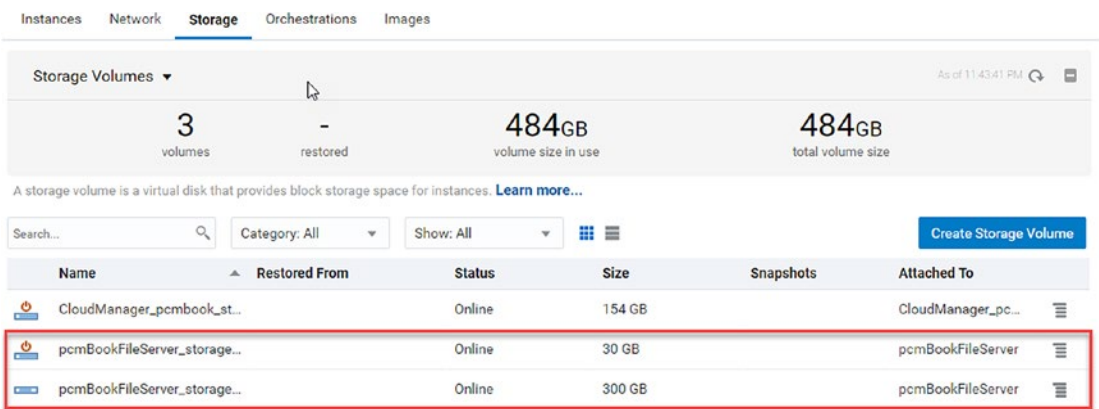 Instances Network Storage Orchestrations Images
Storage Volumes
As of 11:43:41 PM
3 - 484GB 484GB
volumes restored volume size in use total volume size
A storage volume is a virtual disk that provides block storage space for instances. Learn more...
Search... Category: All Show: All Create Storage Volume
Name Restored From Status Size Snapshots Attached To
CloudManager_pcmbook_st... Online 154 GB CloudManager_pc...
pcmBookFileServer_storage... Online 30 GB pcmBookFileServer
pcmBookFileServer_storage... Online 300 GB pcmBookFileServer